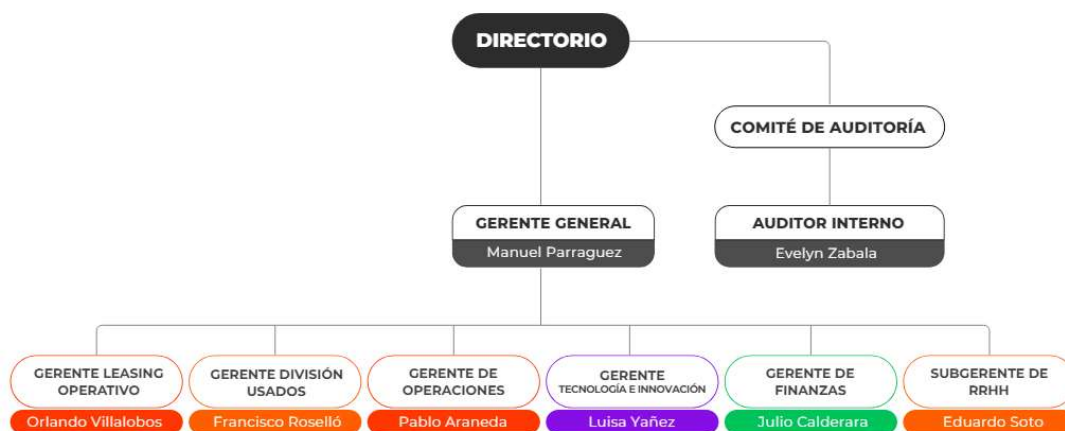 DIRECTORIO
COMITÉ DE AUDITORÍA
GERENTE GENERAL
Manuel Parraguez
AUDITOR INTERNO
Evelyn Zabala
GERENTE LEASING
OPERATIVO
Orlando Villalobos
GERENTE DIVISIÓN
USADOS
Francisco Roselló
GERENTE DE
OPERACIONES
Pablo Araneda
GERENTE
TECNOLOGÍA E INNOVACIÓN
Luisa Yañez
GERENTE DE
FINANZAS
Julio Calderara
SUBGERENTE DE
RRHH
Eduardo Soto